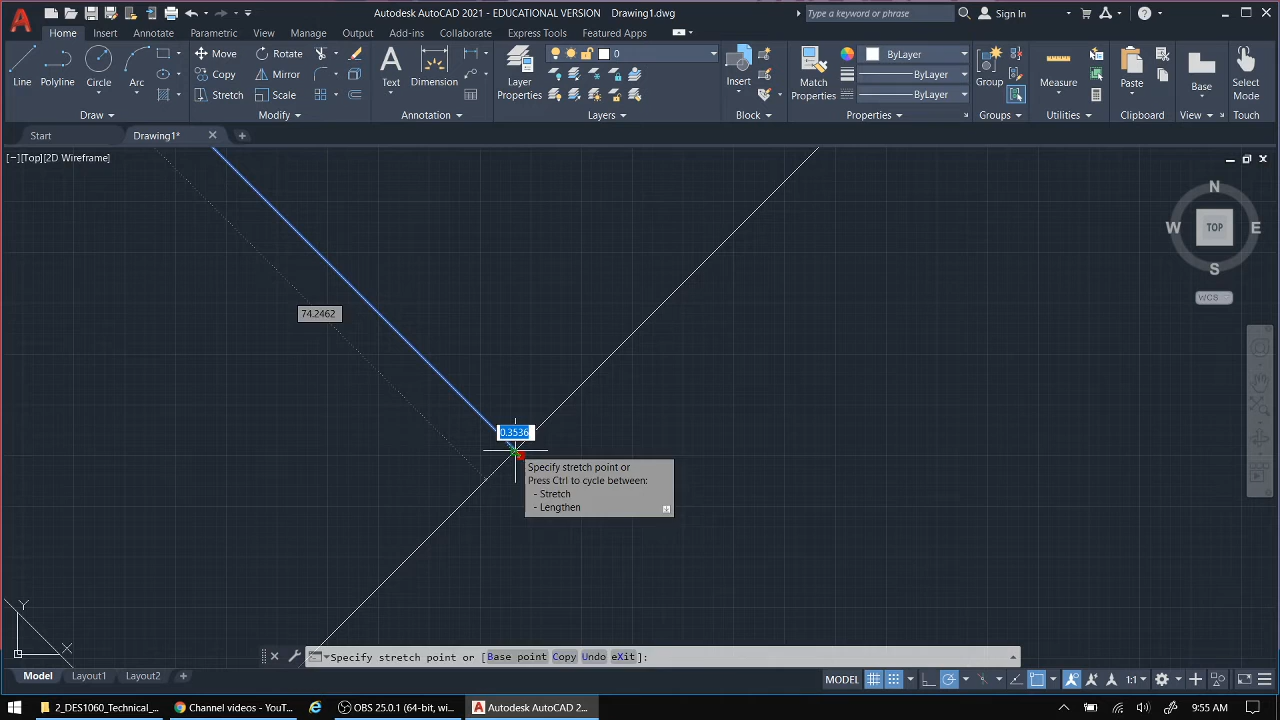 Autodesk AutoCAD 2021 - EDUCATIONAL VERSION Drawing1.dwg
Type a keyword or phrase
Sign In
Home Insert Annotate Parametric View Manage Output Add-ins Collaborate Express Tools Featured Apps
Line Polyline Circle Arc
Move Rotate
Copy Mirror
Stretch Scale
Text Dimension
Layer Properties
0
Insert
Match Properties
ByLayer
ByLayer
ByLayer
Group
Measure
Paste
Base
Select Mode
Draw Modify Annotation Layers Block Properties Groups Utilities Clipboard View Touch
Start Drawing1*
[−][Top][2D Wireframe]
N
W TOP E
S
WCS
74.2462
0.3536
Specify stretch point or
Press Ctrl to cycle between:
- Stretch
- Lengthen
Y
X
Specify stretch point or [Base point Copy Undo eXit]:
Model Layout1 Layout2
MODEL
1:1
2_DES1060_Technical_... Channel videos - YouT... OBS 25.0.1 (64-bit, wi... Autodesk AutoCAD 2...
9:55 AM